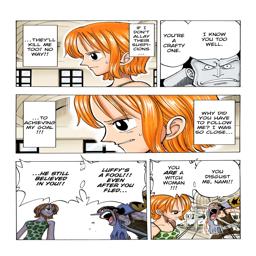 I KNOW
YOU TOO
WELL.
YOU'RE
A
CRAFTY
ONE.
IF I
DON'T
ALLAY
THEIR
SUSPI-
CIONS...
...THEY'LL
KILL ME
TOO! NO
WAY!!
WHY DID
YOU HAVE
TO FOLLOW
ME? I WAS
SO
CLOSE...
...TO
ACHIEVING
MY GOAL
!!!
YOU
DISGUST
ME, NAMI!!
YOU
ARE A
WITCH
WOMAN
!!!
LUFFY'S
A FOOL!!!
EVEN
AFTER YOU
FLED...
...HE STILL
BELIEVED
IN YOU!!